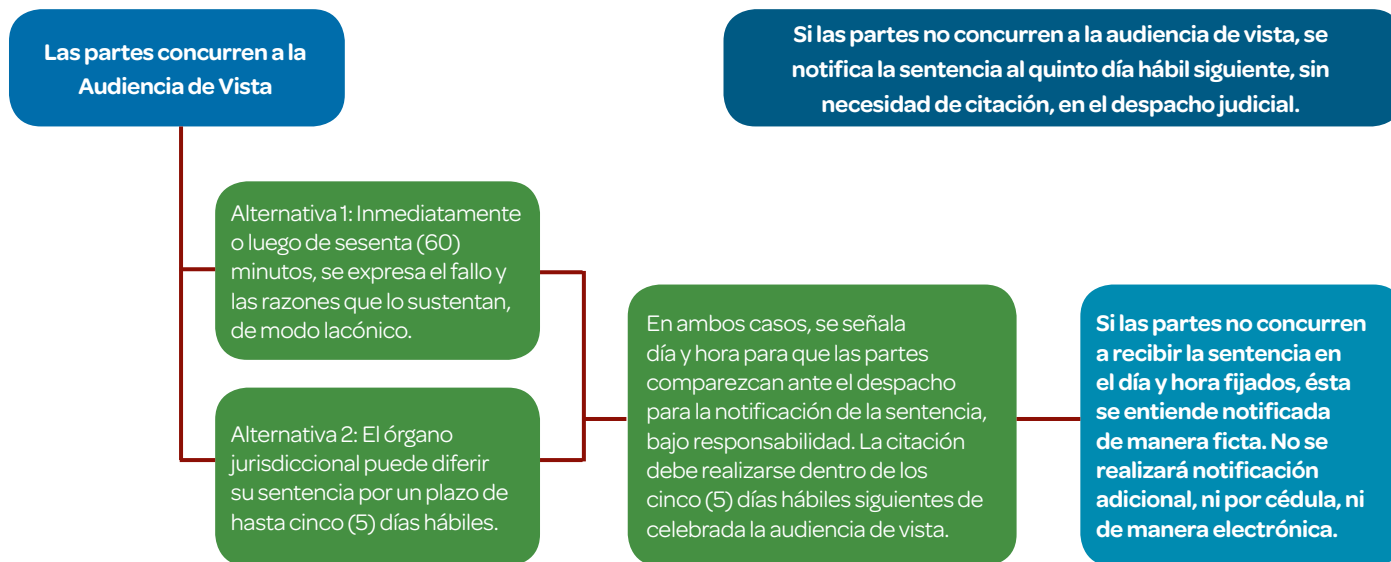 Las partes concurren a la
Audiencia de Vista
Si las partes no concurren a la audiencia de vista, se
notifica la sentencia al quinto día hábil siguiente, sin
necesidad de citación, en el despacho judicial.
Alternativa 1: Inmediatamente
o luego de sesenta (60)
minutos, se expresa el fallo y
las razones que lo sustentan,
de modo lacónico.
Alternativa 2: El órgano
jurisdiccional puede diferir
su sentencia por un plazo de
hasta cinco (5) días hábiles.
En ambos casos, se señala
día y hora para que las partes
comparezcan ante el despacho
para la notificación de la sentencia,
bajo responsabilidad. La citación
debe realizarse dentro de los
cinco (5) días hábiles siguientes de
celebrada la audiencia de vista.
Si las partes no concurren
a recibir la sentencia en
el día y hora fijados, ésta
se entiende notificada
de manera ficta. No se
realizará notificación
adicional, ni por cédula, ni
de manera electrónica.